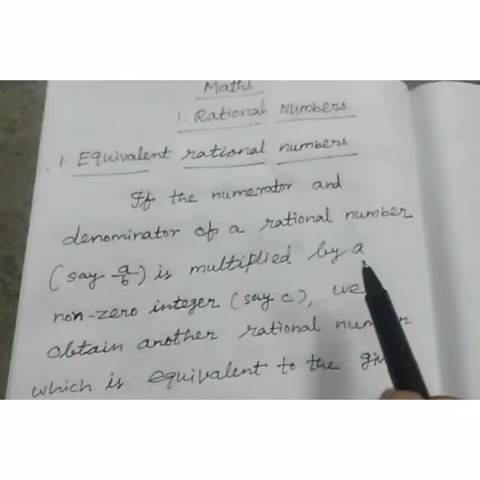 Maths
1. Rational Numbers
1. Equivalent rational numbers
If the numerator and
denominator of a rational number
(say a/b) is multiplied by a
non-zero integer (say c), we
obtain another rational number
which is equivalent to the